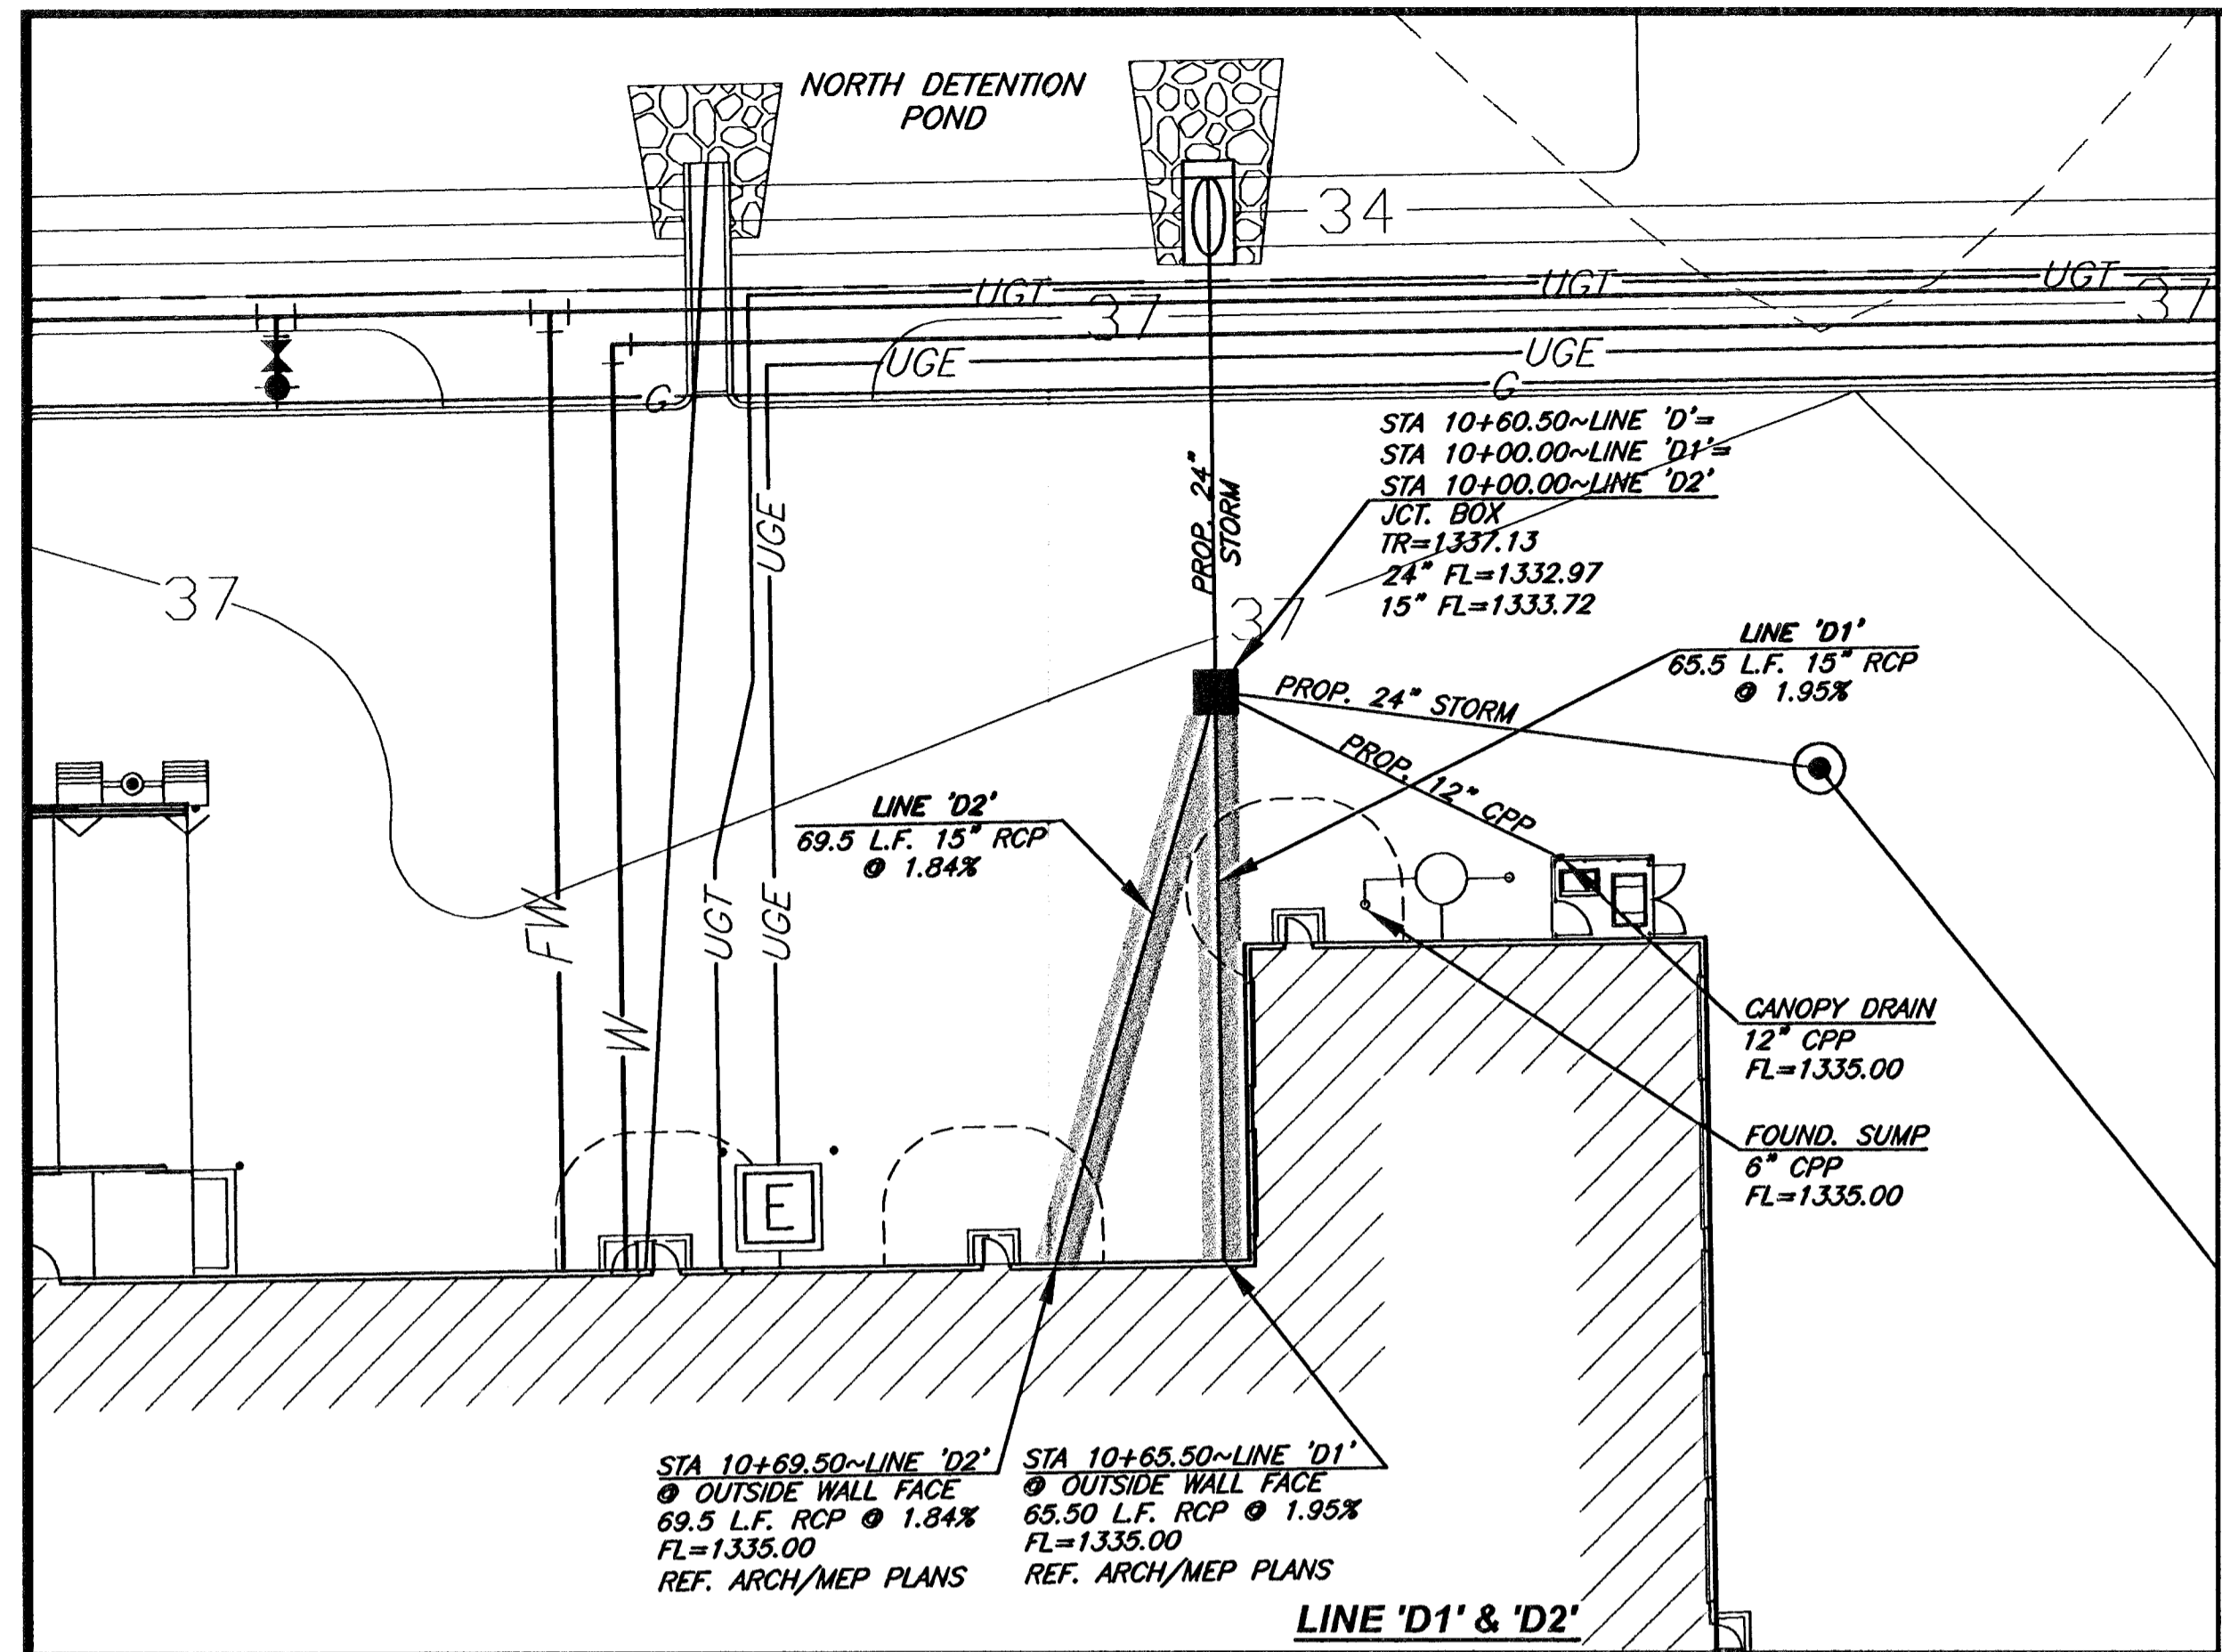 NORTH DETENTION
POND
34
UGT
UGT
UGT
37
37
UGE
UGE
G
G
STA 10+60.50~LINE 'D'=
STA 10+00.00~LINE 'D1'=
STA 10+00.00~LINE 'D2'
JCT. BOX
TR=1337.13
24" FL=1332.97
15" FL=1333.72
PROP. 24"
STORM
UGE
37
37
LINE 'D1'
65.5 L.F. 15" RCP
@ 1.95%
PROP. 24" STORM
PROP. 12" CPP
LINE 'D2'
69.5 L.F. 15" RCP
@ 1.84%
FW
W
UGT
UGE
CANOPY DRAIN
12" CPP
FL=1335.00
FOUND. SUMP
6" CPP
FL=1335.00
E
STA 10+69.50~LINE 'D2'
@ OUTSIDE WALL FACE
69.5 L.F. RCP @ 1.84%
FL=1335.00
REF. ARCH/MEP PLANS
STA 10+65.50~LINE 'D1'
@ OUTSIDE WALL FACE
65.50 L.F. RCP @ 1.95%
FL=1335.00
REF. ARCH/MEP PLANS
LINE 'D1' & 'D2'